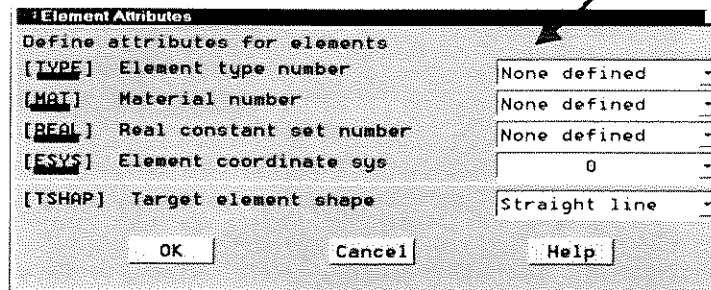 Element Attributes
Define attributes for elements
[TYPE] Element type number None defined
[MAT] Material number None defined
[REAL] Real constant set number None defined
[ESYS] Element coordinate sys 0
[TSHAP] Target element shape Straight line
OK Cancel Help